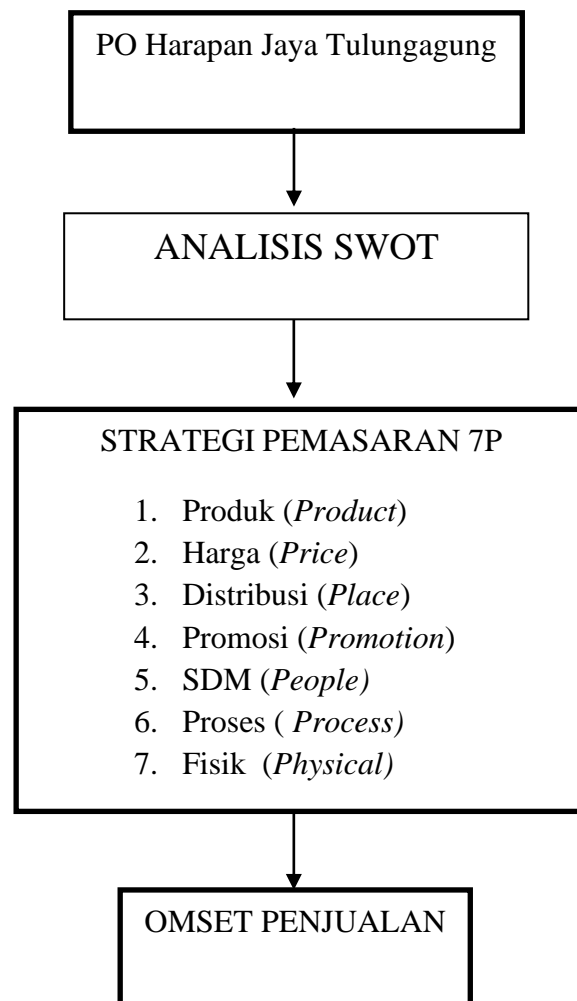 PO Harapan Jaya Tulungagung
ANALISIS SWOT
STRATEGI PEMASARAN 7P
1. Produk (Product)
2. Harga (Price)
3. Distribusi (Place)
4. Promosi (Promotion)
5. SDM (People)
6. Proses ( Process)
7. Fisik (Physical)
OMSET PENJUALAN